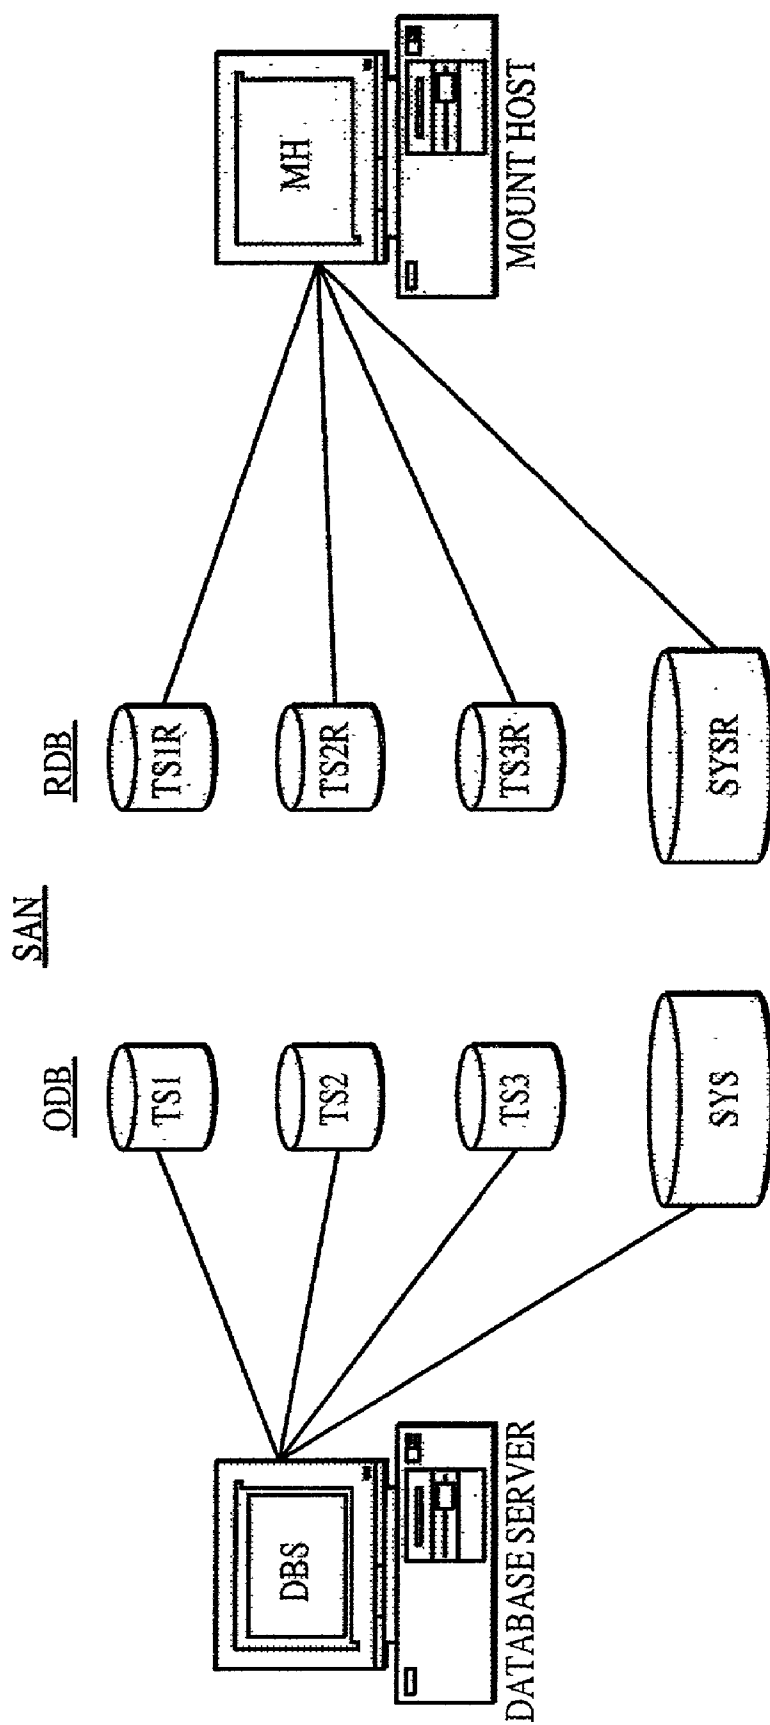 SAN
ODB
RDB
DBS
TS1
TS1R
MH
TS2
TS2R
TS3
TS3R
DATABASE SERVER
MOUNT HOST
SYS
SYSR